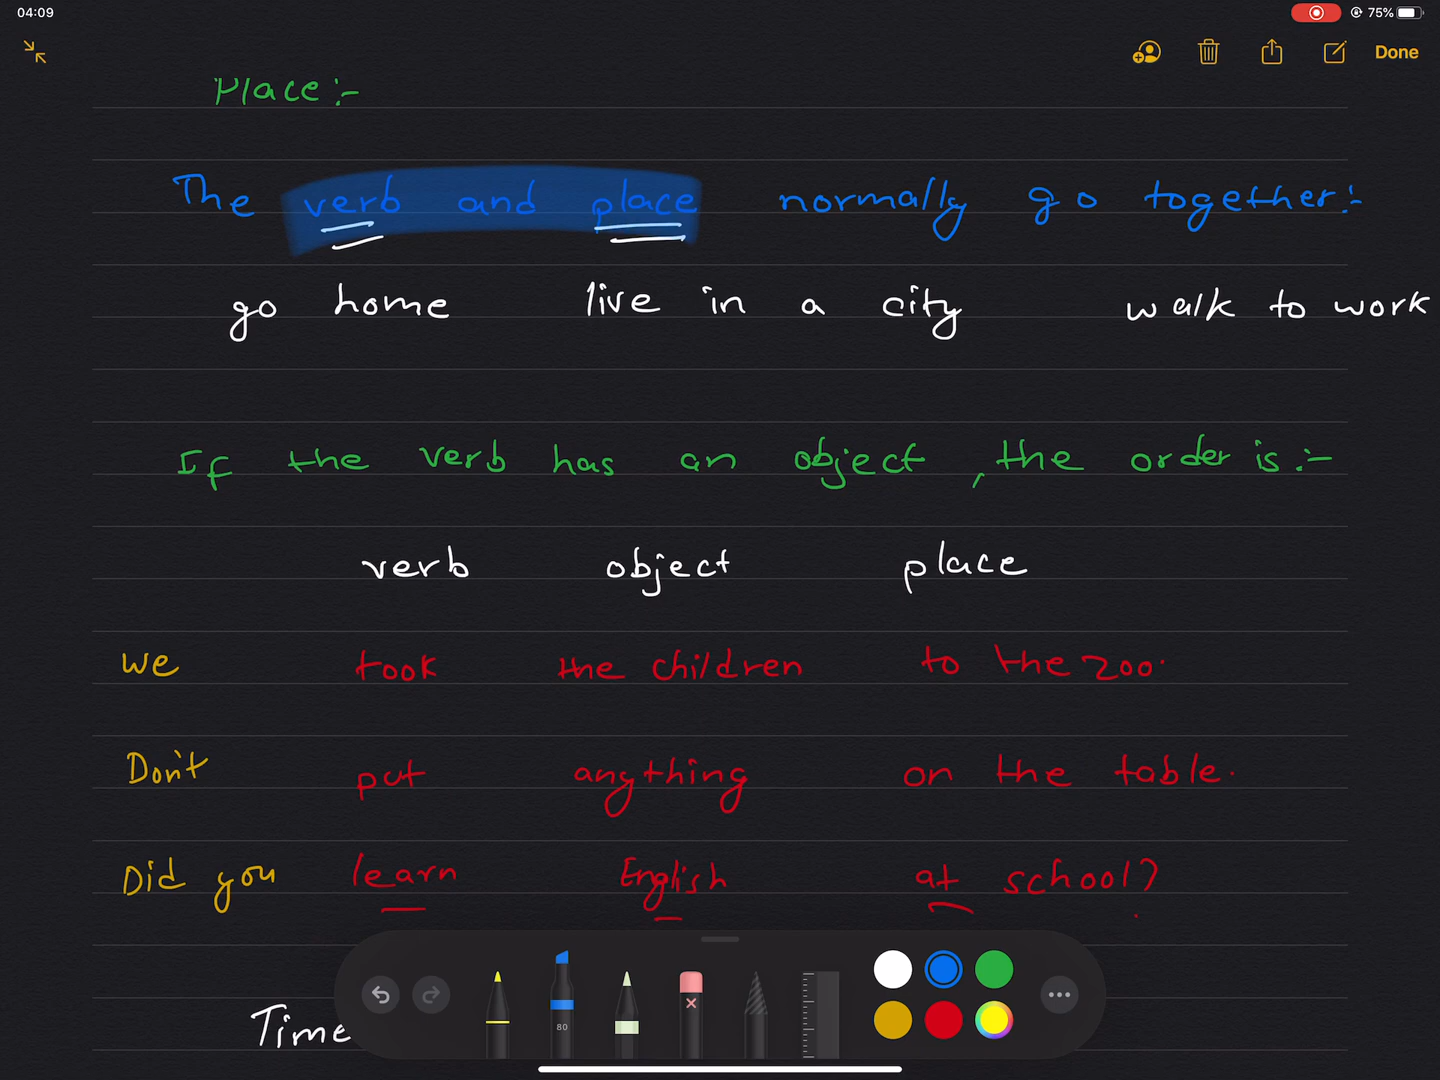 04:09
75%
Done
Place :-
The verb and place normally go together :-
go home live in a city walk to work
If the verb has an object , the order is :-
verb object place
We took the children to the zoo.
Don't put anything on the table.
Did you learn English at school?
80
Time